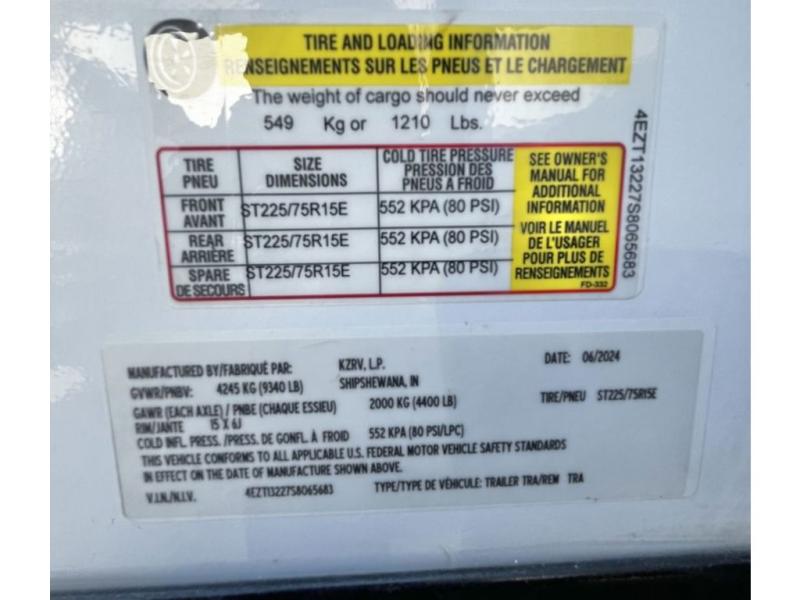 TIRE AND LOADING INFORMATION
RENSEIGNEMENTS SUR LES PNEUS ET LE CHARGEMENT
The weight of cargo should never exceed
549 Kg or 1210 Lbs.
TIRE PNEU SIZE DIMENSIONS COLD TIRE PRESSURE PRESSION DES PNEUS A FROID
FRONT AVANT ST225/75R15E 552 KPA (80 PSI)
REAR ARRIÈRE ST225/75R15E 552 KPA (80 PSI)
SPARE DE SECOURS ST225/75R15E 552 KPA (80 PSI)
SEE OWNER'S
MANUAL FOR
ADDITIONAL
INFORMATION
VOIR LE MANUEL
DE L'USAGER
POUR PLUS DE
RENSEIGNEMENTS
FD-332
4EZT13227S8065683
MANUFACTURED BY/FABRIQUÉ PAR: KZRV, L.P. DATE: 06/2024
GVWR/PNBV: 4245 KG (9340 LB) SHIPSHEWANA, IN
GAWR (EACH AXLE) / PNBE (CHAQUE ESSIEU) 2000 KG (4400 LB) TIRE/PNEU ST225/75R15E
RIM/JANTE 15 X 6J
COLD INFL. PRESS. /PRESS. DE GONFL. À FROID 552 KPA (80 PSI/LPC)
THIS VEHICLE CONFORMS TO ALL APPLICABLE U.S. FEDERAL MOTOR VEHICLE SAFETY STANDARDS
IN EFFECT ON THE DATE OF MANUFACTURE SHOWN ABOVE.
V.I.N./N.I.V. 4EZT13227S8065683 TYPE/TYPE DE VÉHICULE: TRAILER TRA/REM TRA